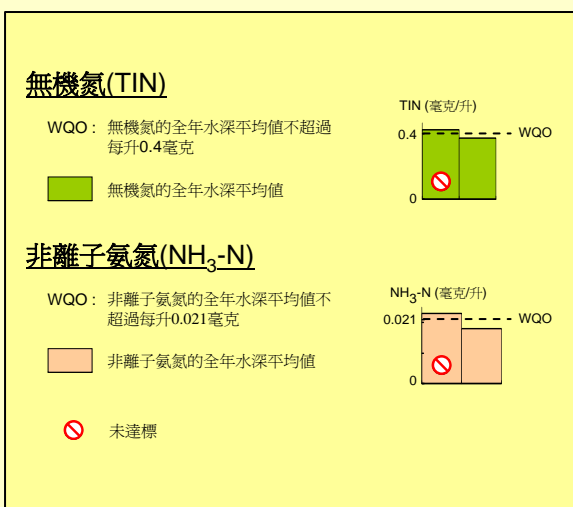 無機氮(TIN)
WQO : 無機氮的全年水深平均值不超過
每升0.4毫克
無機氮的全年水深平均值
TIN (毫克/升)
0.4
WQO
0
非離子氨氮(NH3-N)
WQO : 非離子氨氮的全年水深平均值不
超過每升0.021毫克
非離子氨氮的全年水深平均值
NH3-N (毫克/升)
0.021
WQO
0
未達標